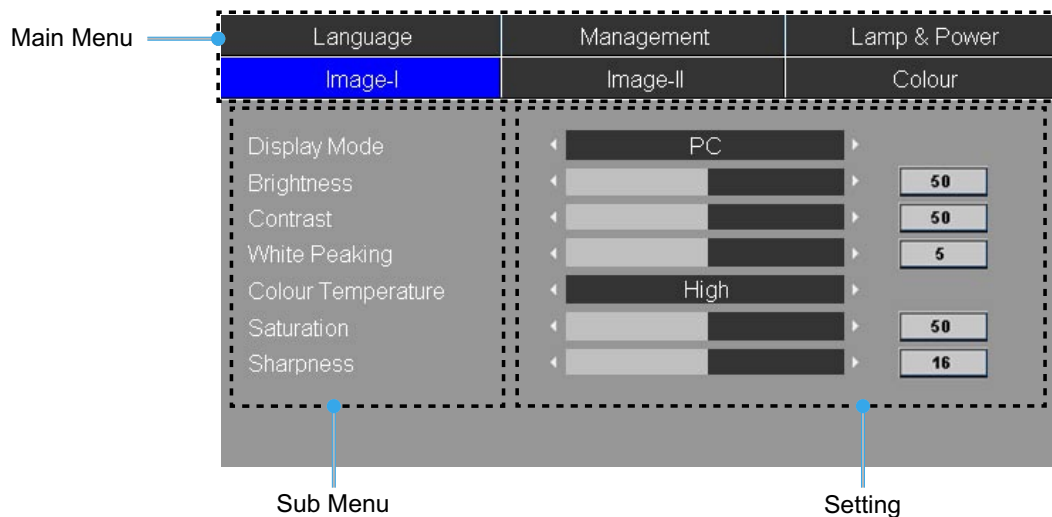 Main Menu
Language Management Lamp & Power
Image-I Image-II Colour
Display Mode PC
Brightness 50
Contrast 50
White Peaking 5
Colour Temperature High
Saturation 50
Sharpness 16
Sub Menu Setting